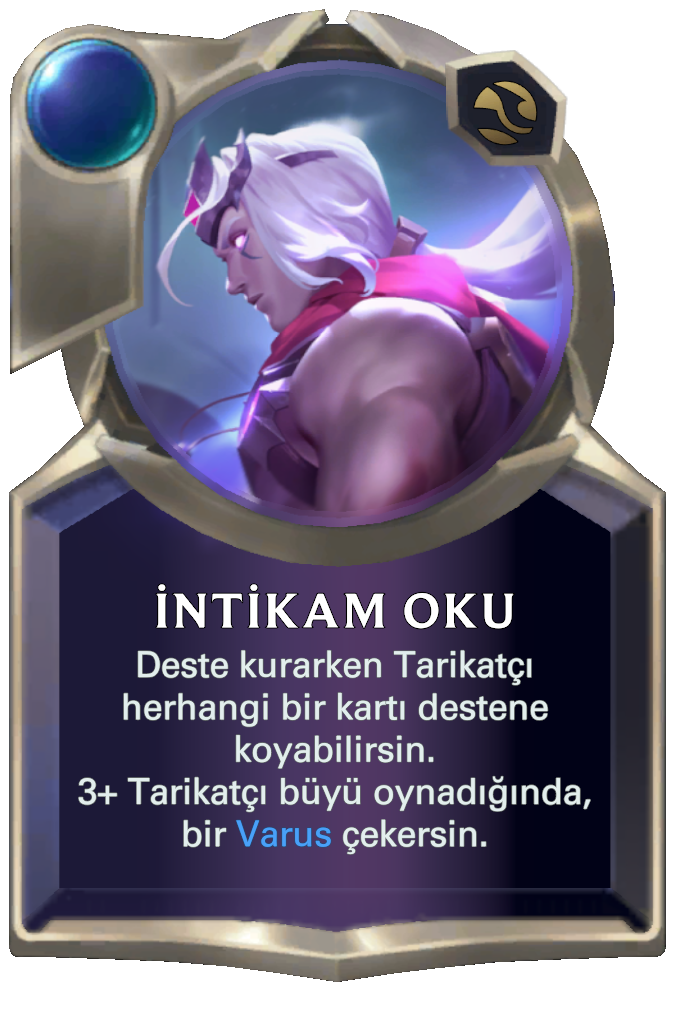 İNTİKAM OKU
Deste kurarken Tarikatçı
herhangi bir kartı destene
koyabilirsin.
3+ Tarikatçı büyü oynadığında,
bir Varus çekersin.